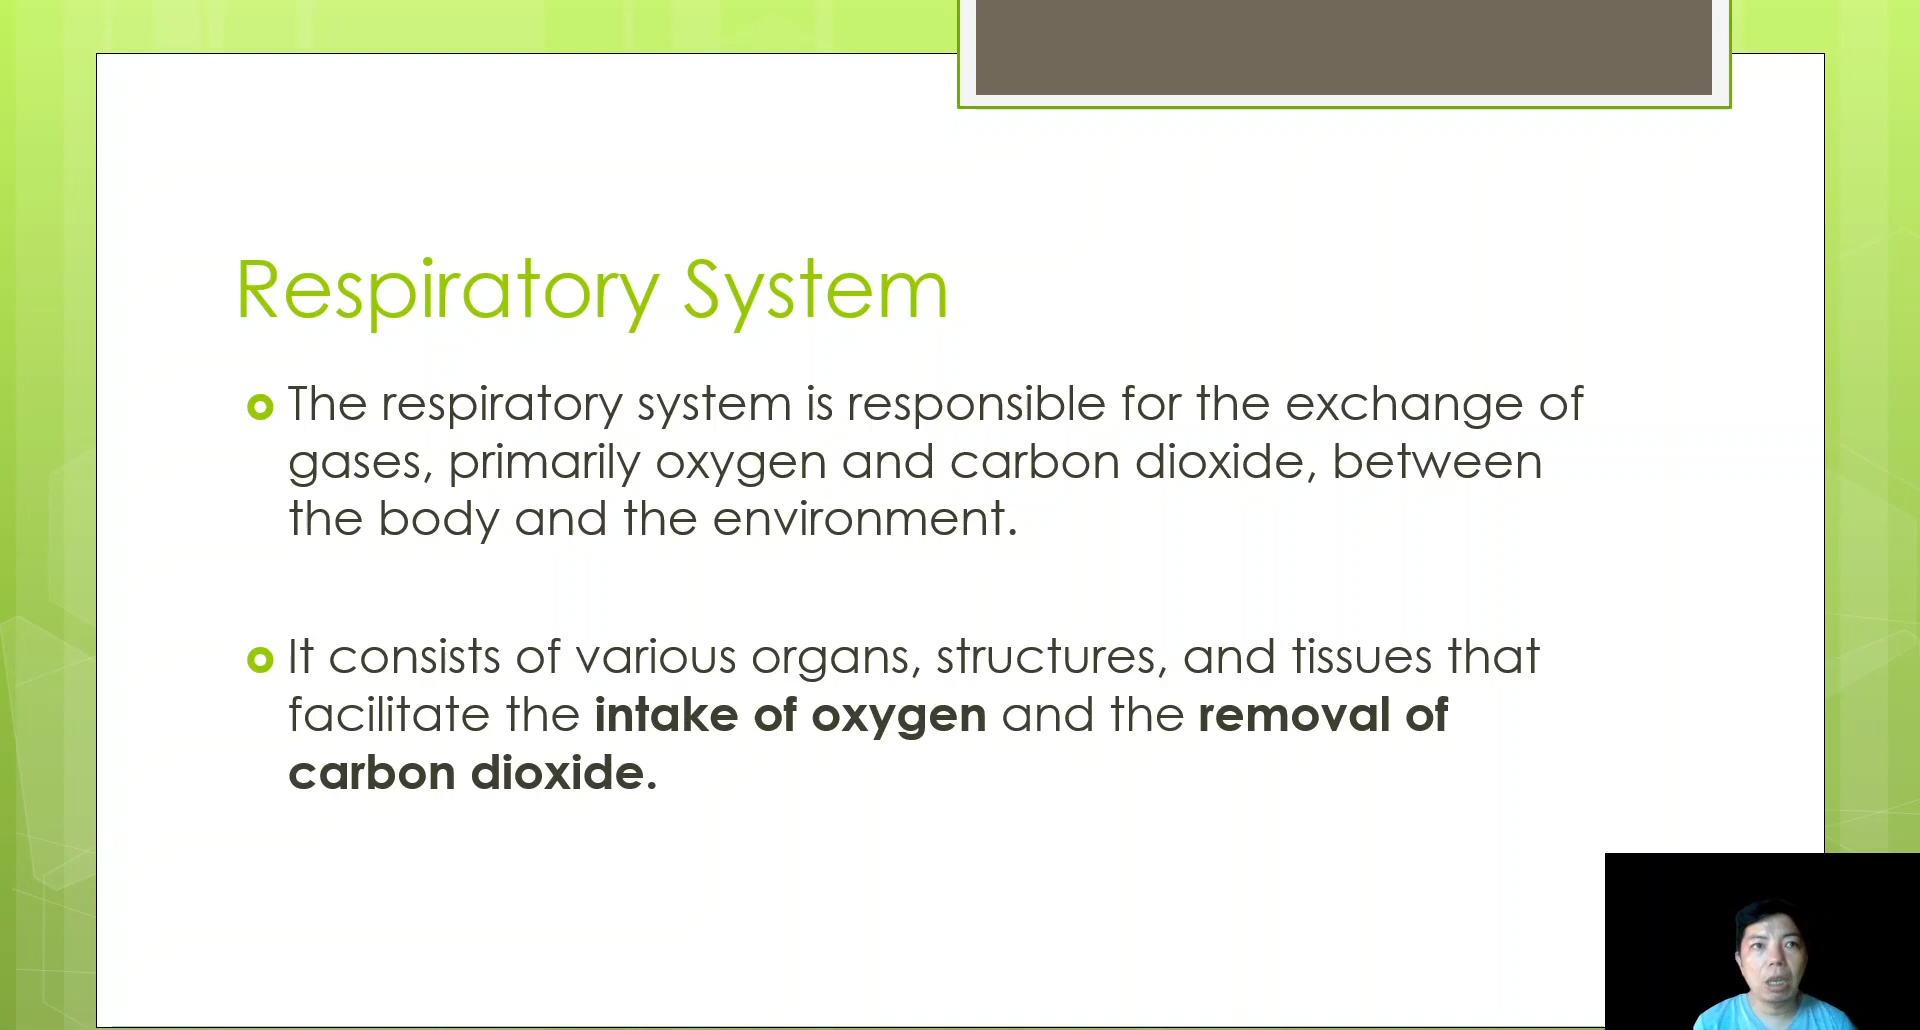 Respiratory System
The respiratory system is responsible for the exchange of
gases, primarily oxygen and carbon dioxide, between
the body and the environment.
It consists of various organs, structures, and tissues that
facilitate the intake of oxygen and the removal of
carbon dioxide.